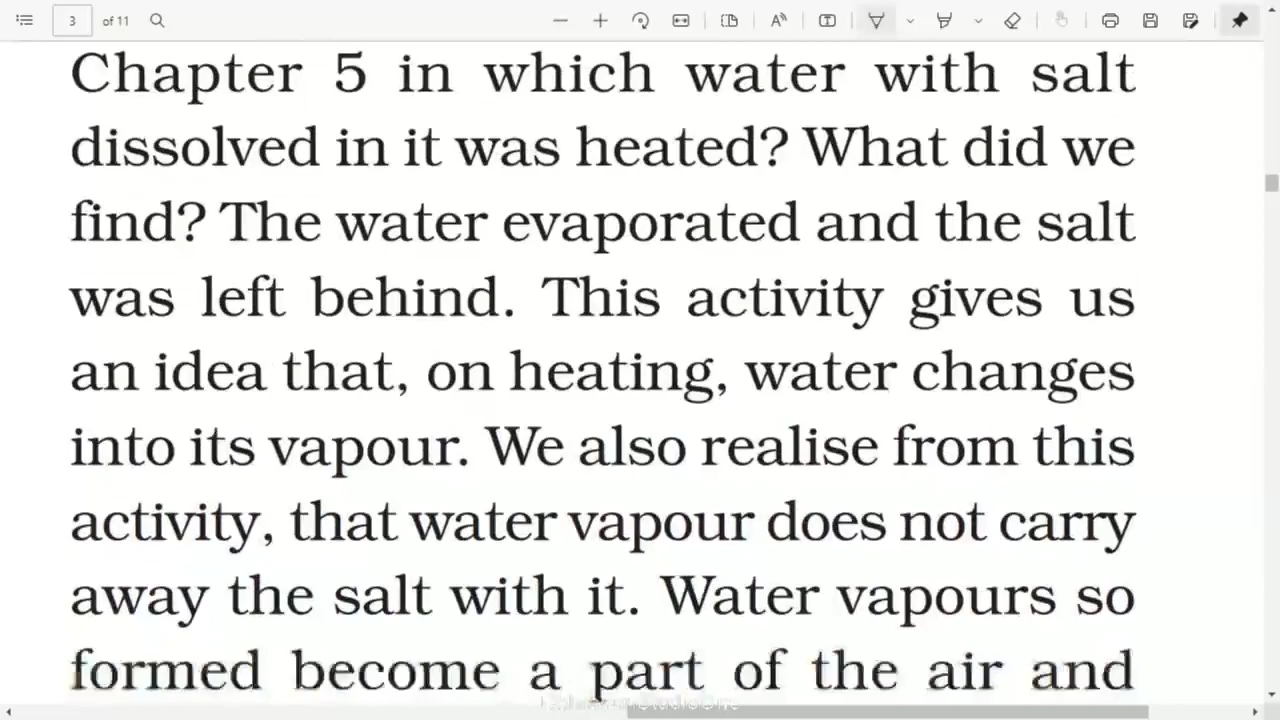 3 of 11
Chapter 5 in which water with salt
dissolved in it was heated? What did we
find? The water evaporated and the salt
was left behind. This activity gives us
an idea that, on heating, water changes
into its vapour. We also realise from this
activity, that water vapour does not carry
away the salt with it. Water vapours so
formed become a part of the air and